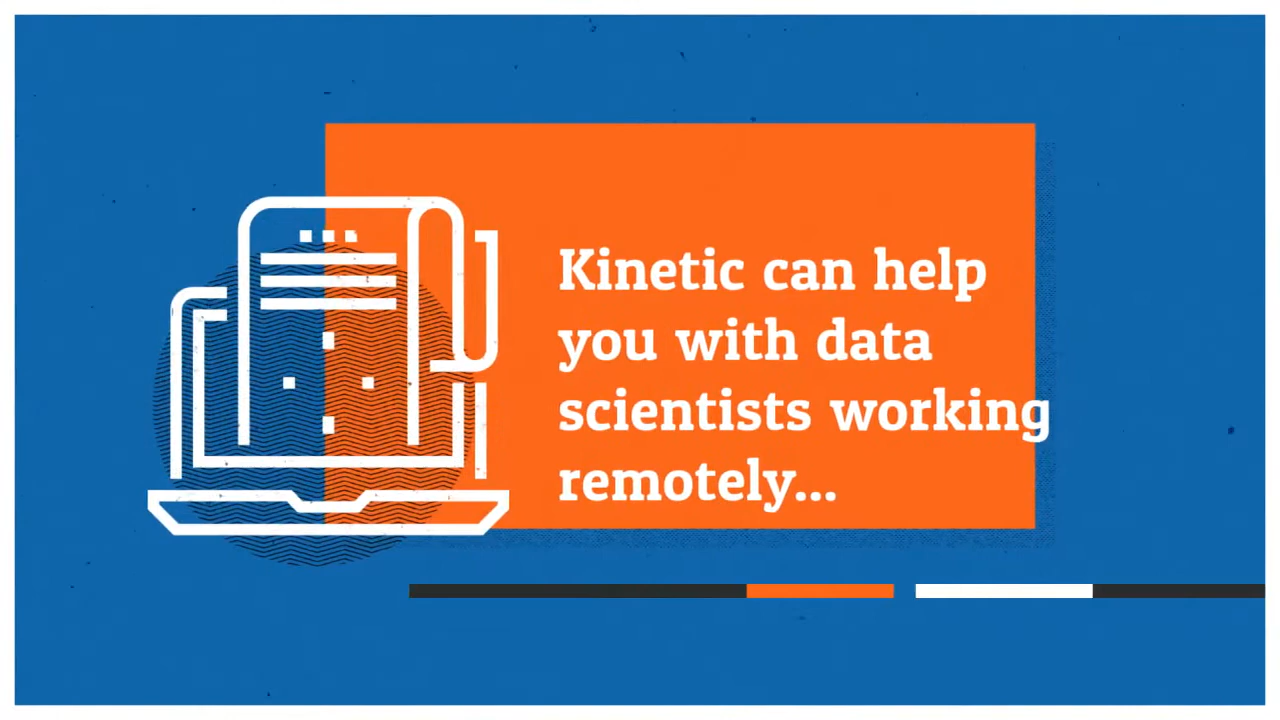 Kinetic can help
you with data
scientists working
remotely...